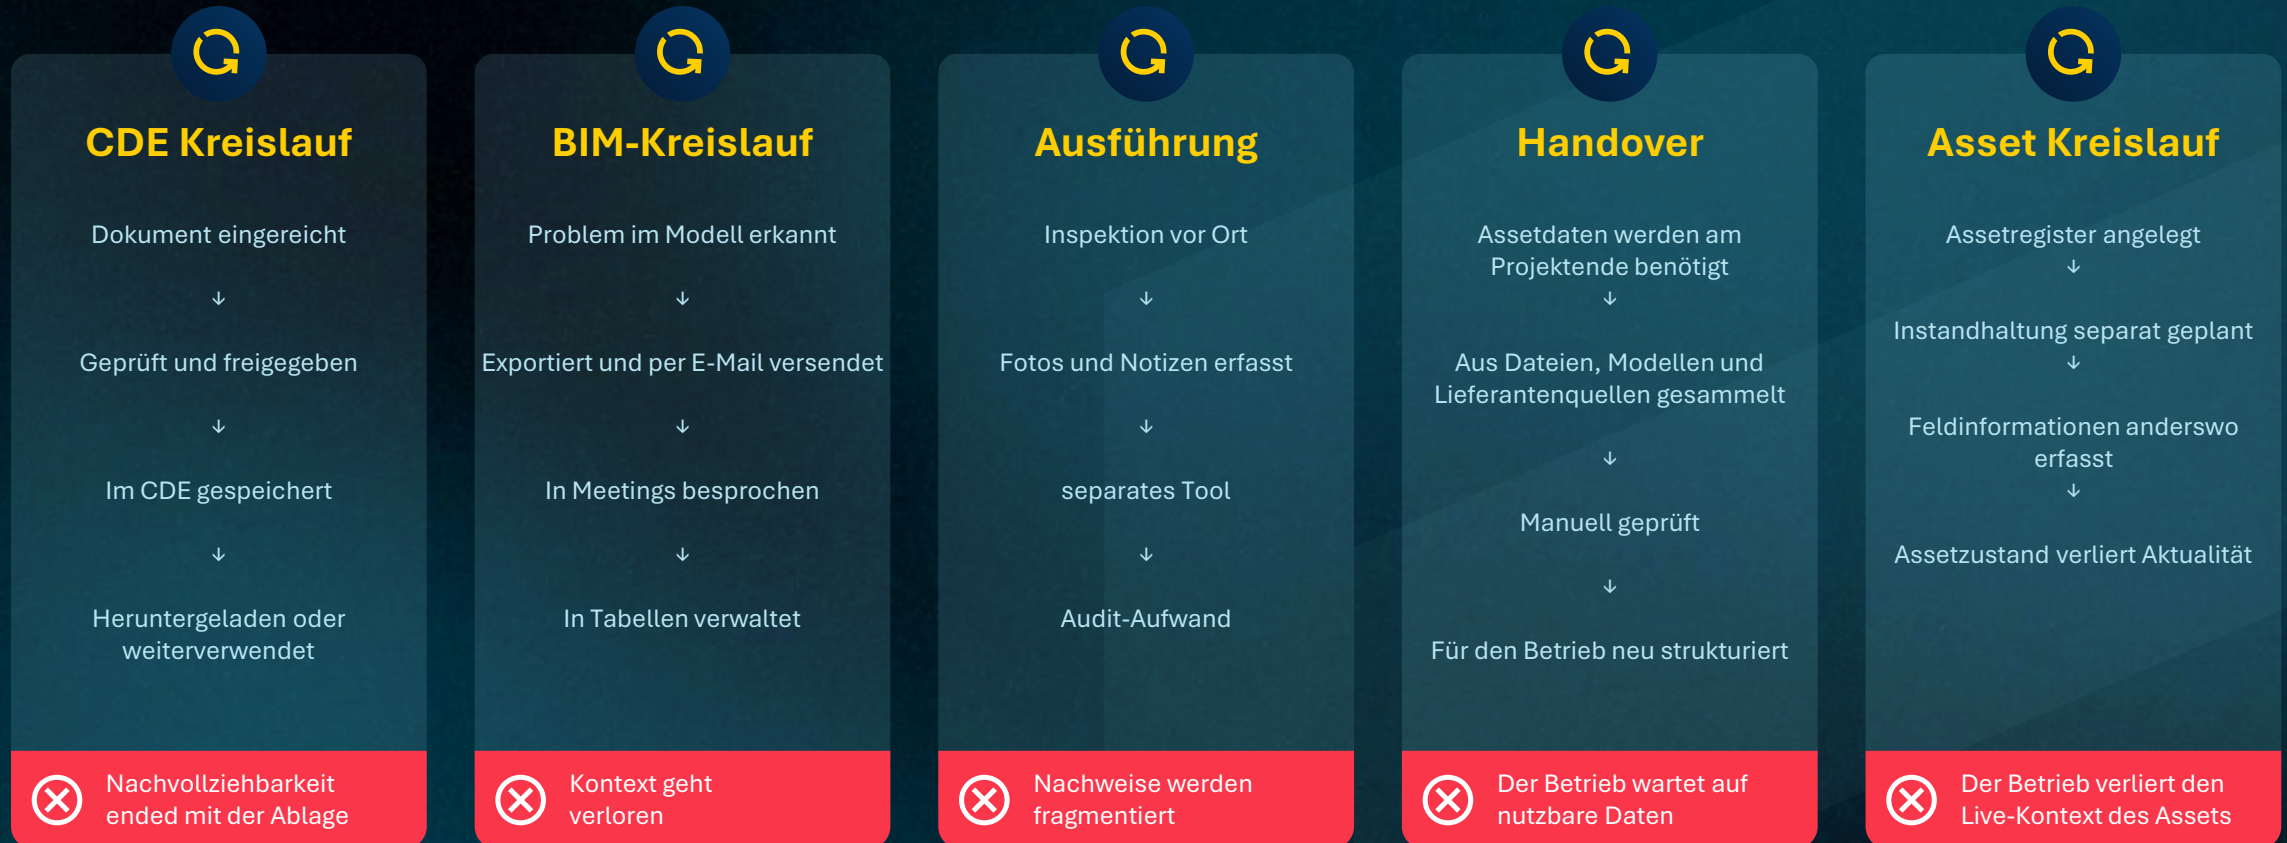 CDE Kreislauf
Dokument eingereicht
↓
Geprüft und freigegeben
↓
Im CDE gespeichert
↓
Heruntergeladen oder
weiterverwendet
Nachvollziehbarkeit
ended mit der Ablage
BIM-Kreislauf
Problem im Modell erkannt
↓
Exportiert und per E-Mail versendet
↓
In Meetings besprochen
↓
In Tabellen verwaltet
Kontext geht
verloren
Ausführung
Inspektion vor Ort
↓
Fotos und Notizen erfasst
↓
separates Tool
↓
Audit-Aufwand
Nachweise werden
fragmentiert
Handover
Assetdaten werden am
Projektende benötigt
↓
Aus Dateien, Modellen und
Lieferantenquellen gesammelt
↓
Manuell geprüft
↓
Für den Betrieb neu strukturiert
Der Betrieb wartet auf
nutzbare Daten
Asset Kreislauf
Assetregister angelegt
↓
Instandhaltung separat geplant
↓
Feldinformationen anderswo
erfasst
↓
Assetzustand verliert Aktualität
Der Betrieb verliert den
Live-Kontext des Assets